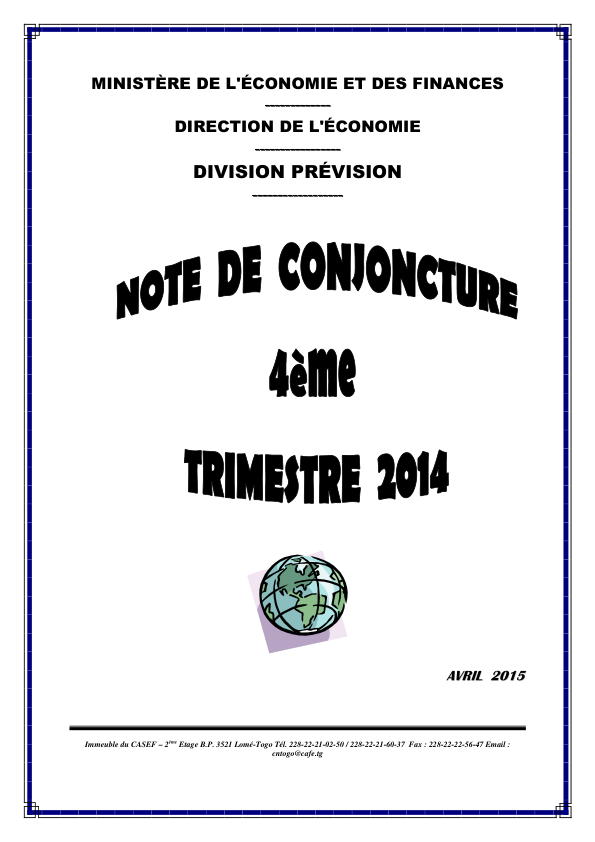 MINISTÈRE DE L'ÉCONOMIE ET DES FINANCES
-------------
DIRECTION DE L'ÉCONOMIE
-----------------
DIVISION PRÉVISION
------------------
NOTE DE CONJONCTURE
4ème
TRIMESTRE 2014
AVRIL 2015
Immeuble du CASEF – 2ème Etage B.P. 3521 Lomé-Togo Tél. 228-22-21-02-50 / 228-22-21-60-37 Fax : 228-22-22-56-47 Email :
cntogo@cafe.tg